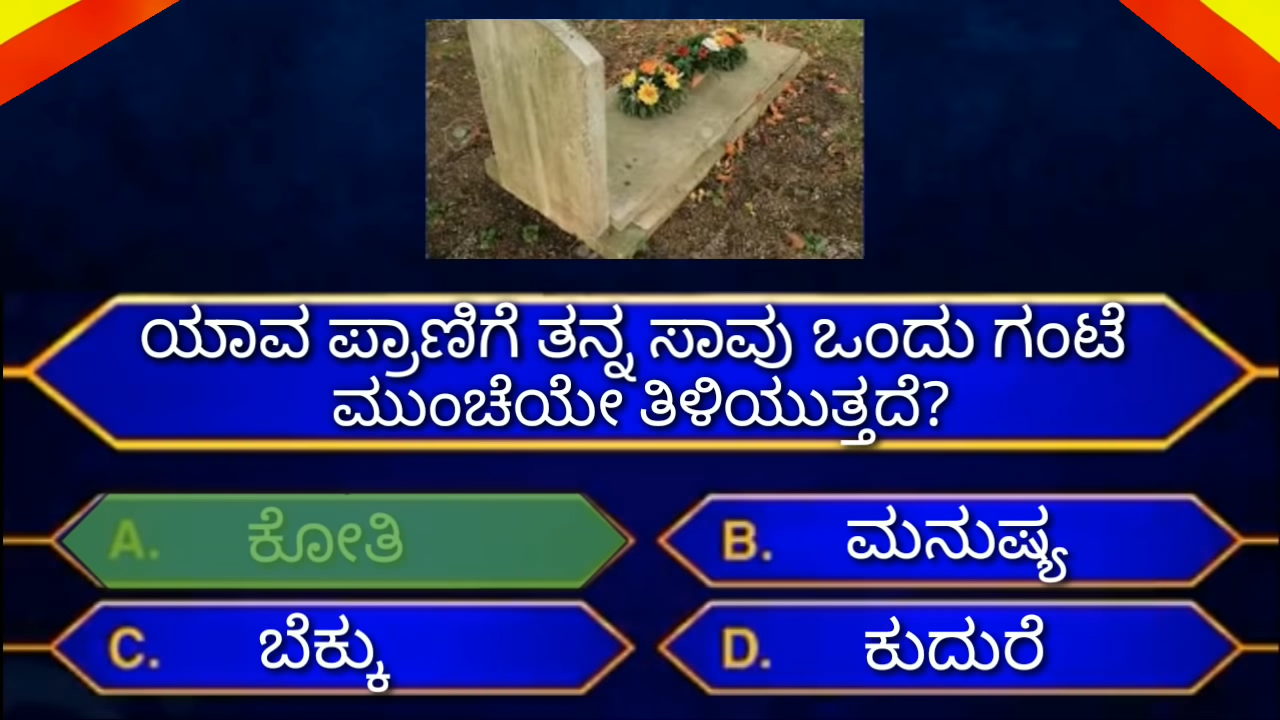 ಯಾವ ಪ್ರಾಣಿಗೆ ತನ್ನ ಸಾವು ಒಂದು ಗಂಟೆ
ಮುಂಚೆಯೇ ತಿಳಿಯುತ್ತದೆ?
A. ಕೋತಿ
B. ಮನುಷ್ಯ
C. ಬೆಕ್ಕು
D. ಕುದುರೆ